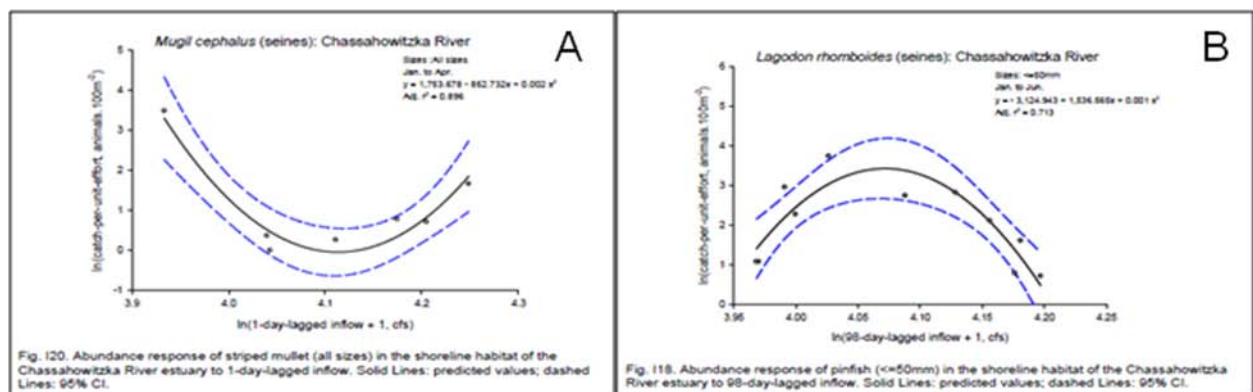 Mugil cephalus (seines): Chassahowitzka River
A
Sizes: All sizes
Jan. to Apr.
Adj. r² = 0.896
ln(catch-per-unit-effort, animals.100m⁻²)
5
4
3
2
1
0
-1
3.9
4.0
4.1
4.2
4.3
ln(1-day-lagged inflow + 1, cfs)
Fig. I20. Abundance response of striped mullet (all sizes) in the shoreline habitat of the
Chassahowitzka River estuary to 1-day-lagged inflow. Solid Lines: predicted values; dashed
Lines: 95% CI.
Lagodon rhomboides (seines): Chassahowitzka River
B
Sizes: <=50mm
Jan. to Jun.
Adj. r² = 0.713
ln(catch-per-unit-effort, animals.100m⁻²)
6
5
4
3
2
1
0
3.95
4.00
4.05
4.10
4.15
4.20
4.25
ln(98-day-lagged inflow + 1, cfs)
Fig. I18. Abundance response of pinfish (<=50mm) in the shoreline habitat of the Chassahowitzka
River estuary to 98-day-lagged inflow. Solid Lines: predicted values; dashed Lines: 95% CI.